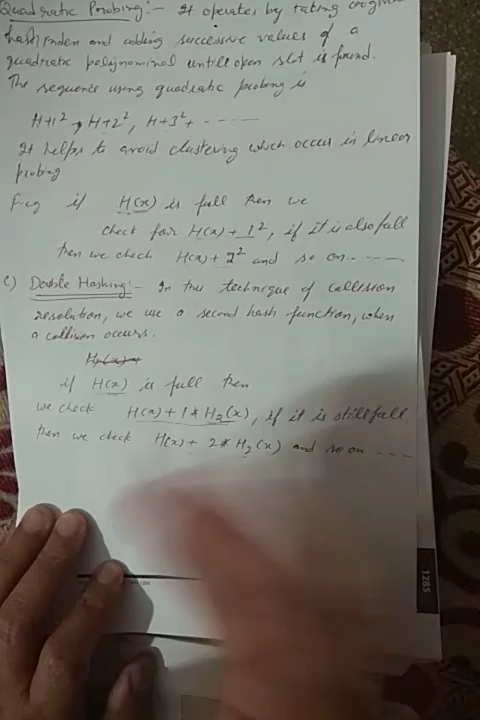 Quadratic Probing:- It operates by taking original
hash index and adding successive values of a
quadratic polynominal untill open slot is found.
The sequence using quadratic probing is
H+1², H+2², H+3²+ ------
It helps to avoid clustering which occur in linear
probing
F.eg if H(x) is full then we
check for H(x) + 1², if it is also full
then we check H(x) + 2² and so on------
c) Double Hashing:- In this technique of collision
resolution, we use a second hash function, when
a collision occurs.
if H(x) is full then
we check H(x) + 1 * H₂(x), if it is still full
then we check H(x) + 2 * H₂(x) and so on ---
1285